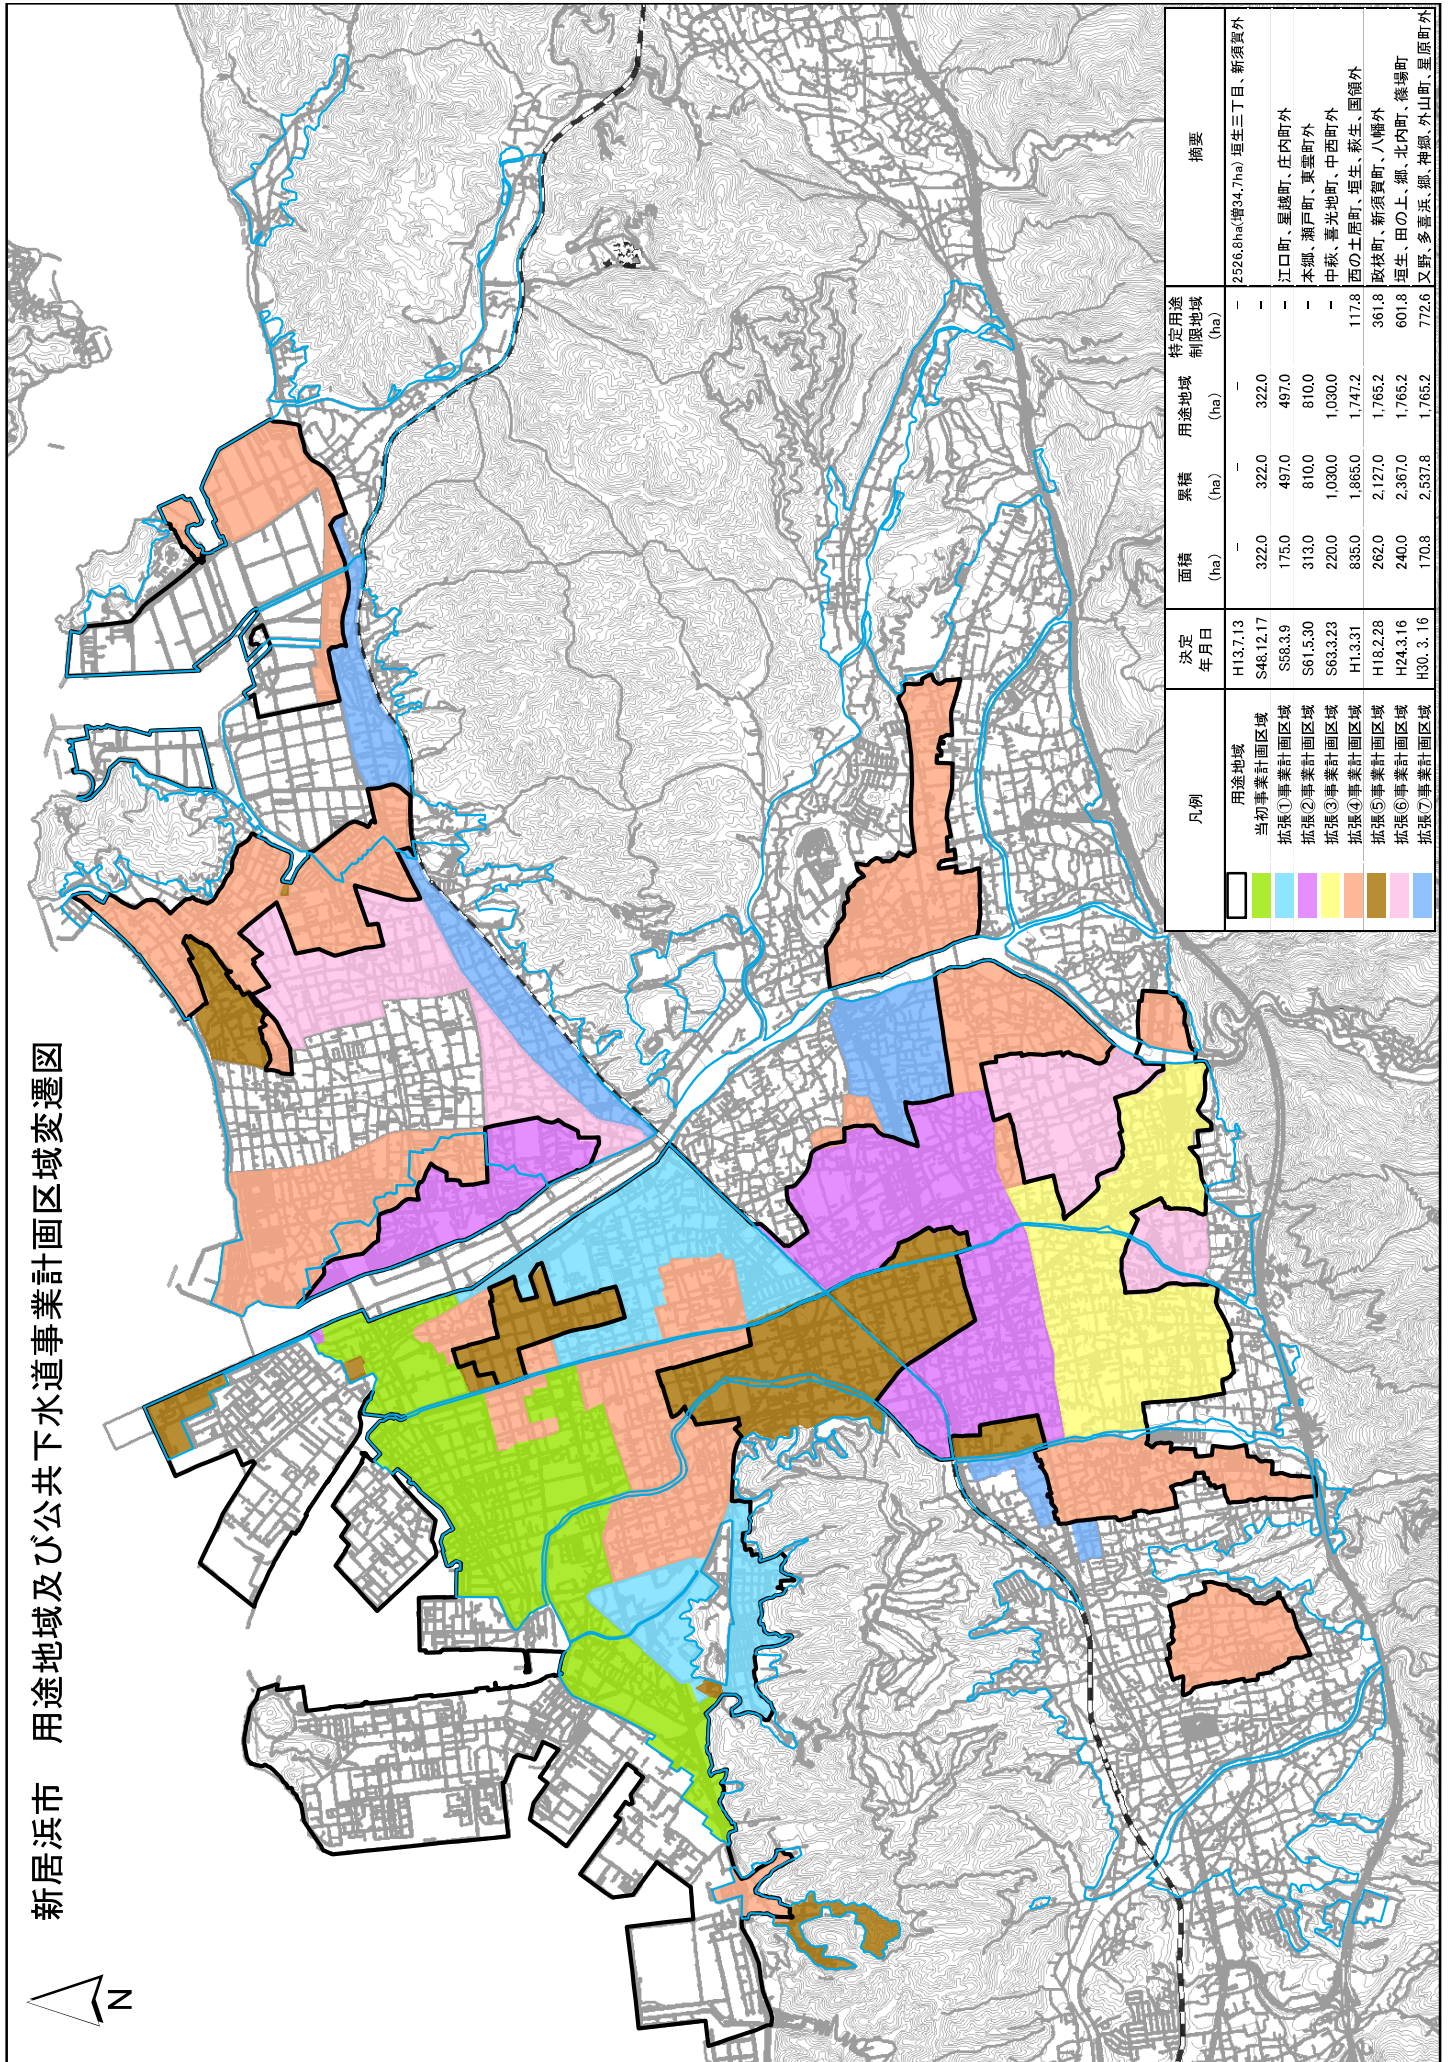 新居浜市　用途地域及び公共下水道事業計画区域変遷図
N
凡例 決定年月日 面積(ha) 累積(ha) 用途地域(ha) 特定用途制限地域(ha) 摘要
用途地域 H13.7.13 － － － － 2526.8ha(増34.7ha) 垣生三丁目、新須賀外
当初事業計画区域 S48.12.17 322.0 322.0 322.0 －
拡張①事業計画区域 S58.3.9 175.0 497.0 497.0 － 江口町、星越町、庄内町外
拡張②事業計画区域 S61.5.30 313.0 810.0 810.0 － 本郷、瀬戸町、東雲町外
拡張③事業計画区域 S63.3.23 220.0 1,030.0 1,030.0 － 中萩、喜光地町、中西町外
拡張④事業計画区域 H1.3.31 835.0 1,865.0 1,747.2 117.8 西の土居町、垣生、萩生、国領外
拡張⑤事業計画区域 H18.2.28 262.0 2,127.0 1,765.2 361.8 政枝町、新須賀町、八幡外
拡張⑥事業計画区域 H24.3.16 240.0 2,367.0 1,765.2 601.8 垣生、田の上、郷、北内町、篠場町
拡張⑦事業計画区域 H30. 3. 16 170.8 2,537.8 1,765.2 772.6 又野、多喜浜、郷、神郷、外山町、星原町外